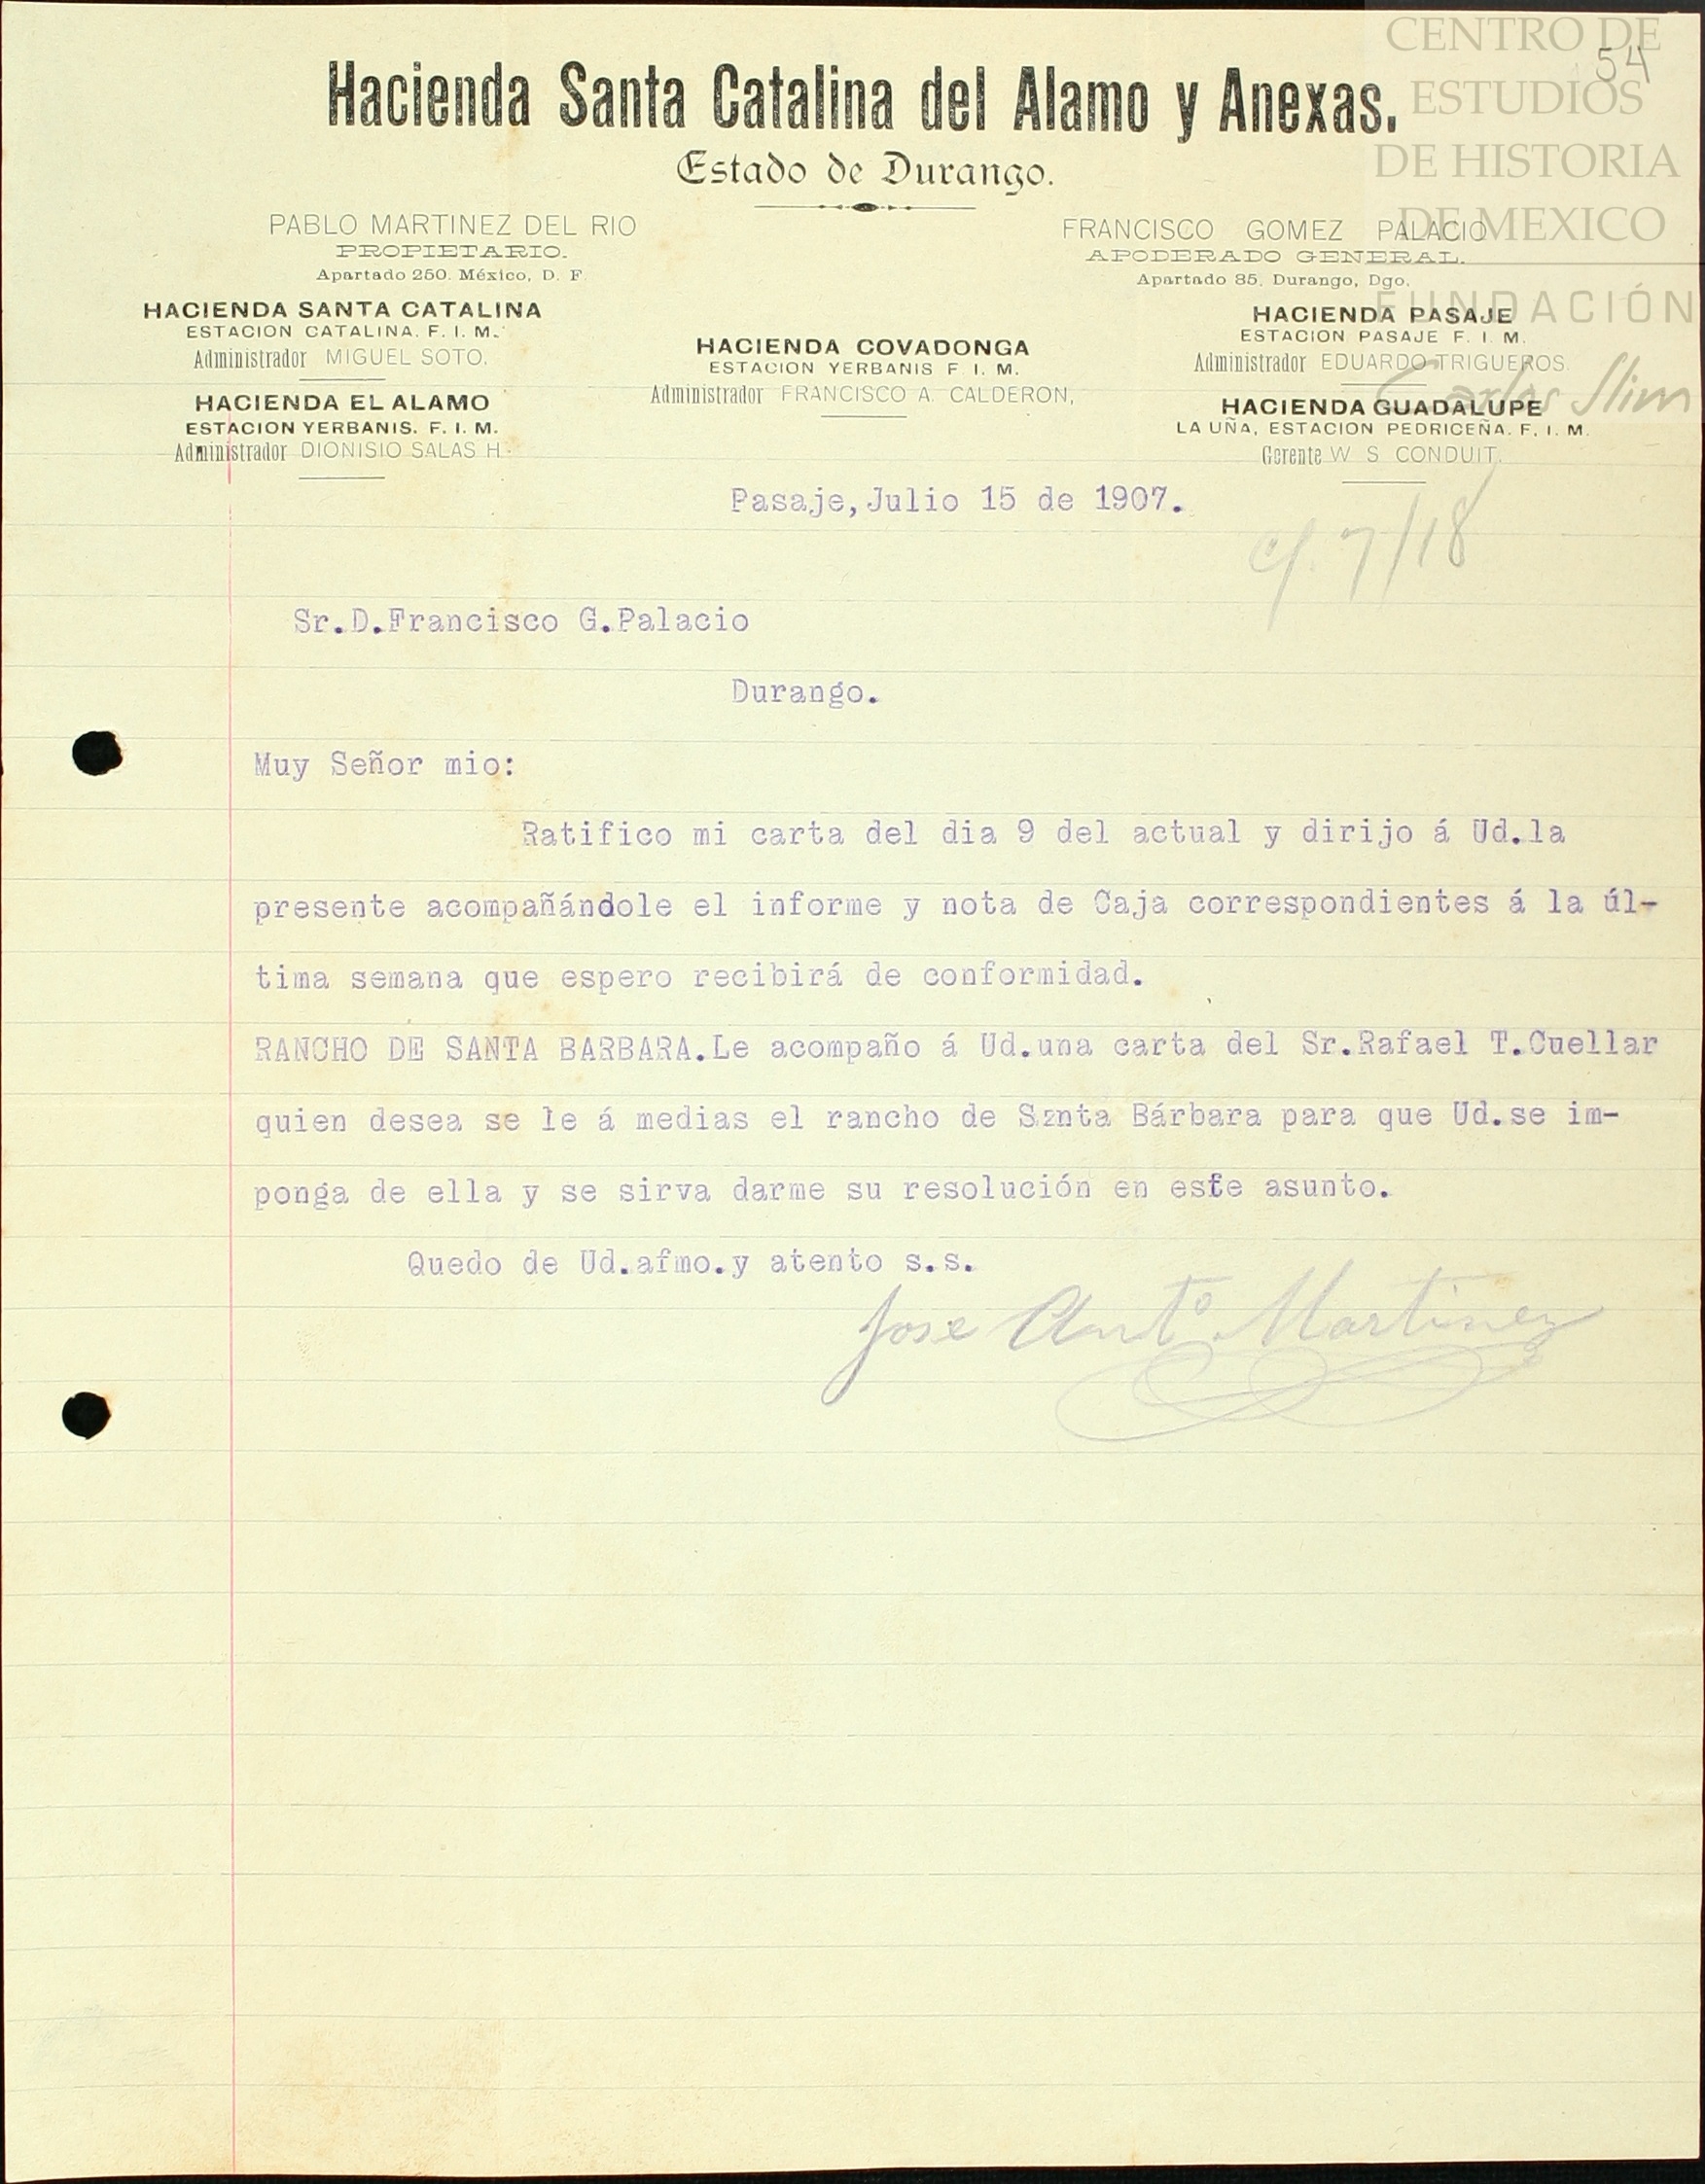 CENTRO DE
ESTUDIOS
DE HISTORIA
DE MEXICO
FUNDACIÓN
Carlos Slim
54
Hacienda Santa Catalina del Alamo y Anexas.
Estado de Durango.
PABLO MARTINEZ DEL RIO
PROPIETARIO.
Apartado 250. México, D. F.
FRANCISCO GOMEZ PALACIO
APODERADO GENERAL.
Apartado 85, Durango, Dgo.
HACIENDA SANTA CATALINA
ESTACION CATALINA. F. I. M.
Administrador MIGUEL SOTO.
HACIENDA EL ALAMO
ESTACION YERBANIS. F. I. M.
Administrador DIONISIO SALAS H.
HACIENDA COVADONGA
ESTACION YERBANIS F. I. M.
Administrador FRANCISCO A. CALDERON,
HACIENDA PASAJE
ESTACION PASAJE F. I. M.
Administrador EDUARDO TRIGUEROS.
HACIENDA GUADALUPE
LA UÑA, ESTACION PEDRICEÑA. F. I. M.
Gerente W S CONDUIT.
Pasaje,Julio 15 de 1907.
c/. 7/18
Sr.D.Francisco G.Palacio
Durango.
Muy Señor mio:
Ratifico mi carta del dia 9 del actual y dirijo á Ud.la
presente acompañándole el informe y nota de Caja correspondientes á la úl-
tima semana que espero recibirá de conformidad.
RANCHO DE SANTA BARBARA.Le acompaño á Ud.una carta del Sr.Rafael T.Cuellar
quien desea se le á medias el rancho de Santa Bárbara para que Ud.se im-
ponga de ella y se sirva darme su resolución en este asunto.
Quedo de Ud.afmo.y atento s.s.
Jose Anto Martinez